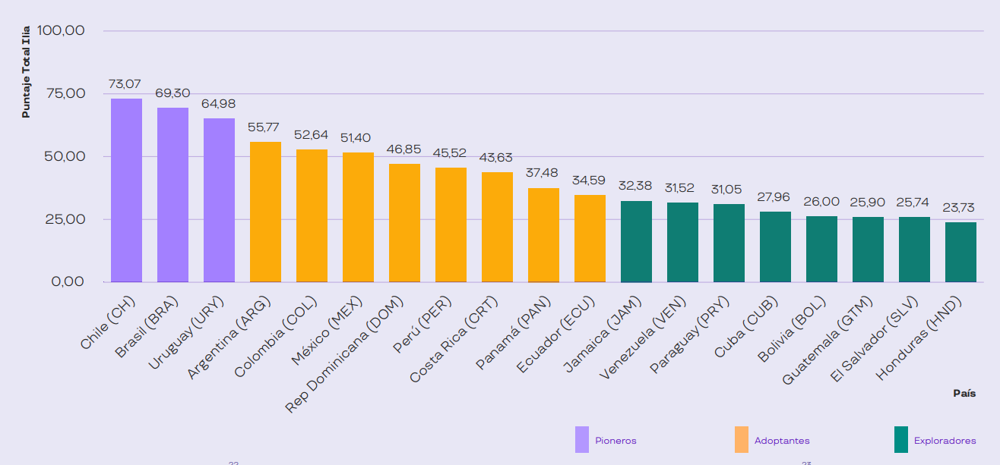 Puntaje Total Ilia
100,00
75,00
50,00
25,00
0,00
73,07
69,30
64,98
55,77
52,64
51,40
46,85
45,52
43,63
37,48
34,59
32,38
31,52
31,05
27,96
26,00
25,90
25,74
23,73
Chile (CH)
Brasil (BRA)
Uruguay (URY)
Argentina (ARG)
Colombia (COL)
México (MEX)
Rep Dominicana (DOM)
Perú (PER)
Costa Rica (CRT)
Panamá (PAN)
Ecuador (ECU)
Jamaica (JAM)
Venezuela (VEN)
Paraguay (PRY)
Cuba (CUB)
Bolivia (BOL)
Guatemala (GTM)
El Salvador (SLV)
Honduras (HND)
País
Pioneros
Adoptantes
Exploradores